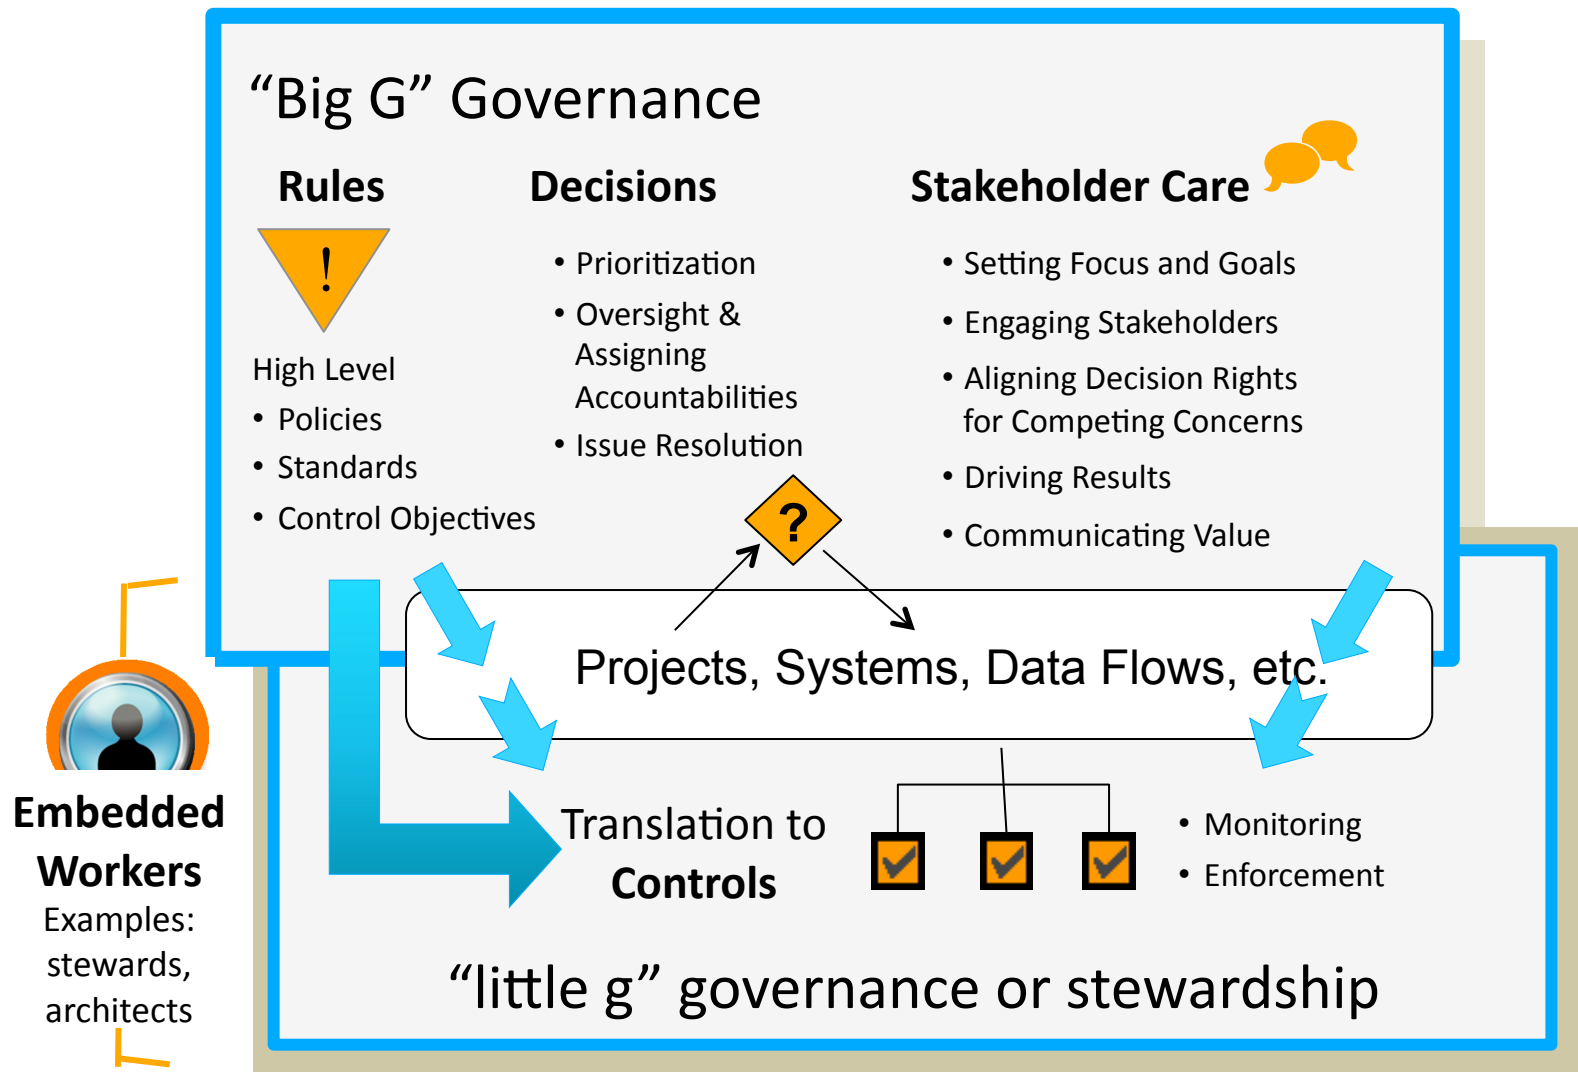 “Big G” Governance
Rules
!
High Level
• Policies
• Standards
• Control Objectives
Decisions
• Prioritization
• Oversight &
Assigning
Accountabilities
• Issue Resolution
?
Stakeholder Care
• Setting Focus and Goals
• Engaging Stakeholders
• Aligning Decision Rights
for Competing Concerns
• Driving Results
• Communicating Value
Projects, Systems, Data Flows, etc.
Embedded
Workers
Examples:
stewards,
architects
Translation to
Controls
• Monitoring
• Enforcement
“little g” governance or stewardship